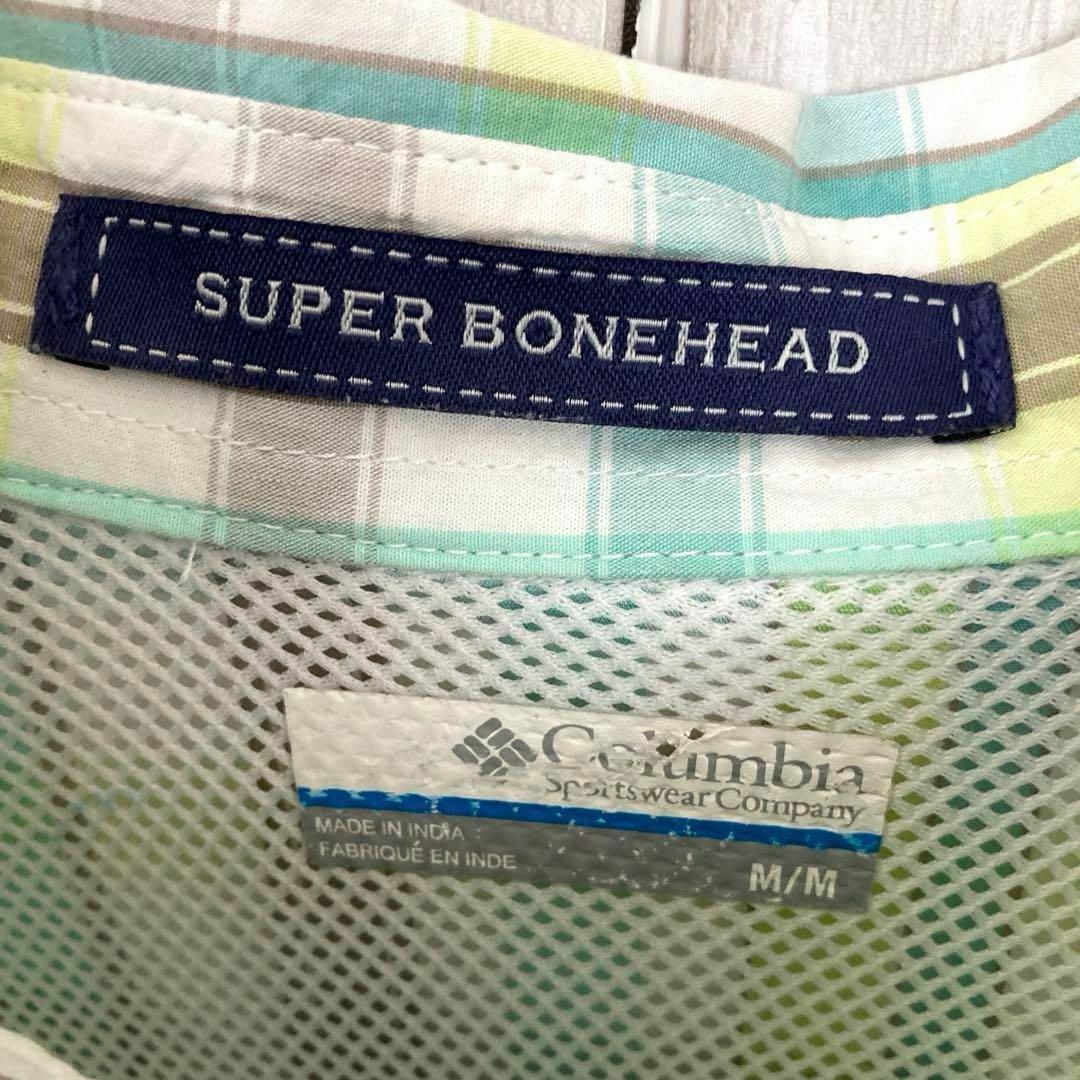 SUPER BONEHEAD
Columbia
Sportswear Company
MADE IN INDIA
FABRIQUÉ EN INDE
M/M